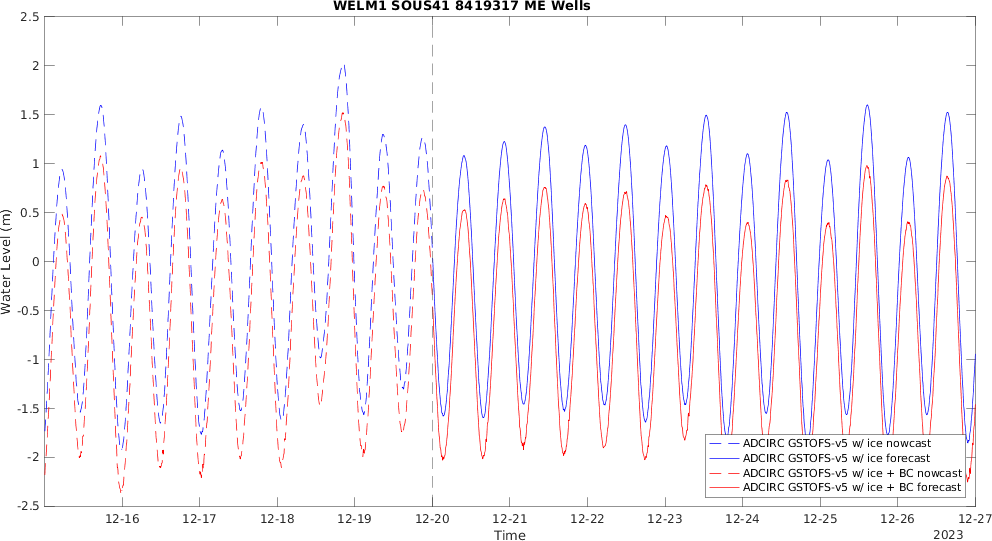 WELM1 SOUS41 8419317 ME Wells
2.5
2
1.5
1
0.5
0
-0.5
-1
-1.5
-2
-2.5
Water Level (m)
ADCIRC GSTOFS-v5 w/ ice nowcast
ADCIRC GSTOFS-v5 w/ ice forecast
ADCIRC GSTOFS-v5 w/ ice + BC nowcast
ADCIRC GSTOFS-v5 w/ ice + BC forecast
12-16 12-17 12-18 12-19 12-20 12-21 12-22 12-23 12-24 12-25 12-26 12-27
Time
2023